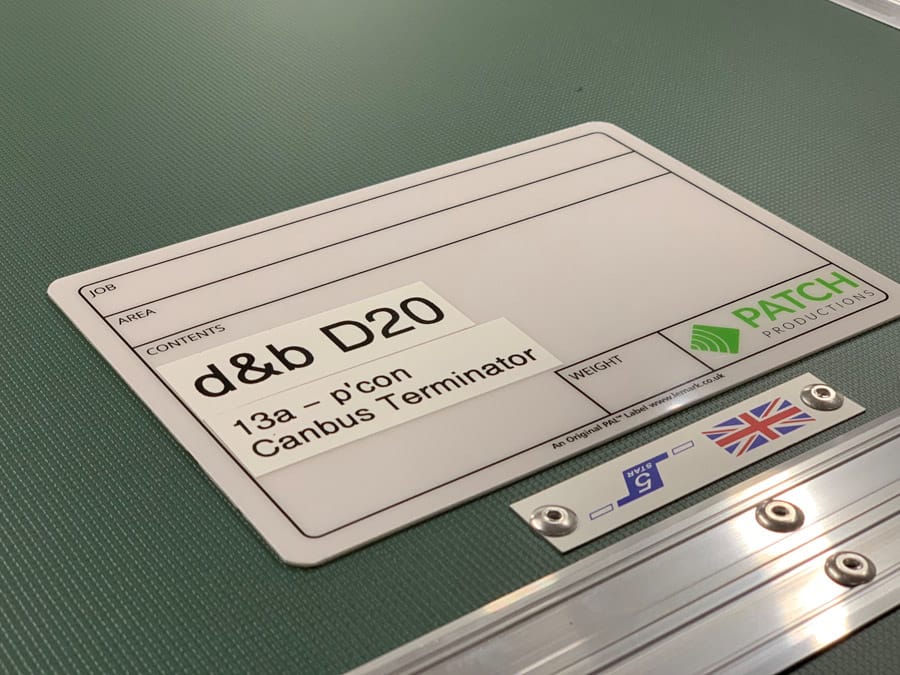 JOB
AREA
CONTENTS
d&b D20
13a – p'con
Canbus Terminator
WEIGHT
PATCH
PRODUCTIONS
An Original PAL™ Label www.lemark.co.uk
5
STAR